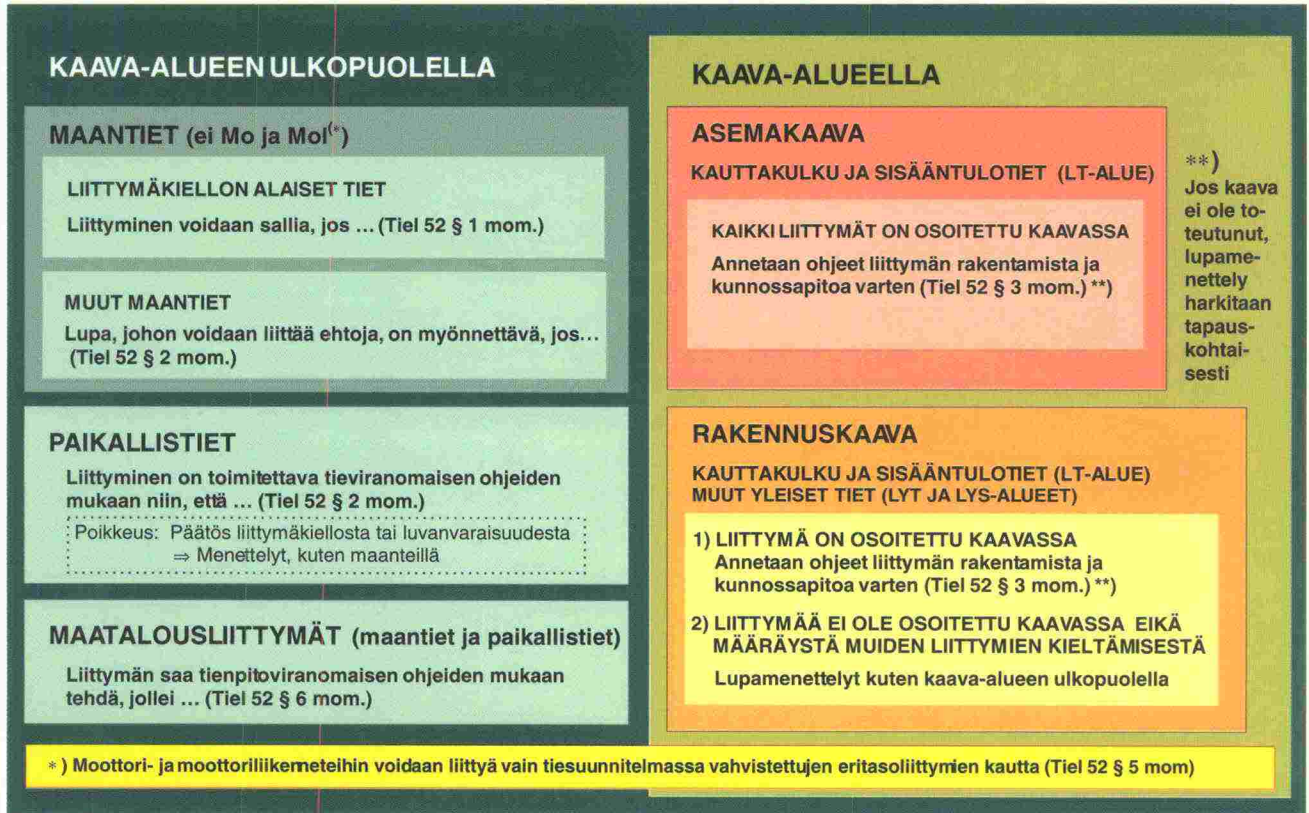 KAAVA-ALUEEN ULKOPUOLELLA
MAANTIET (ei Mo ja Mol(*)
LIITTYMÄKIELLON ALAISET TIET
Liittyminen voidaan sallia, jos ... (Tiel 52 § 1 mom.)
MUUT MAANTIET
Lupa, johon voidaan liittää ehtoja, on myönnettävä, jos...
(Tiel 52 § 2 mom.)
PAIKALLISTIET
Liittyminen on toimitettava tieviranomaisen ohjeiden
mukaan niin, että ... (Tiel 52 § 2 mom.)
Poikkeus: Päätös liittymäkiellosta tai luvanvaraisuudesta
⇒ Menettelyt, kuten maanteillä
MAATALOUSLIITTYMÄT (maantiet ja paikallistiet)
Liittymän saa tienpitoviranomaisen ohjeiden mukaan
tehdä, jollei ... (Tiel 52 § 6 mom.)
KAAVA-ALUEELLA
ASEMAKAAVA
KAUTTAKULKU JA SISÄÄNTULOTIET (LT-ALUE)
KAIKKI LIITTYMÄT ON OSOITETTU KAAVASSA
Annetaan ohjeet liittymän rakentamista ja
kunnossapitoa varten (Tiel 52 § 3 mom.) **)
**)
Jos kaava
ei ole to-
teutunut,
lupame-
nettely
harkitaan
tapaus-
kohtai-
sesti
RAKENNUSKAAVA
KAUTTAKULKU JA SISÄÄNTULOTIET (LT-ALUE)
MUUT YLEISET TIET (LYT JA LYS-ALUEET)
1) LIITTYMÄ ON OSOITETTU KAAVASSA
Annetaan ohjeet liittymän rakentamista ja
kunnossapitoa varten (Tiel 52 § 3 mom.) **)
2) LIITTYMÄÄ EI OLE OSOITETTU KAAVASSA EIKÄ
MÄÄRÄYSTÄ MUIDEN LIITTYMIEN KIELTÄMISESTÄ
Lupamenettelyt kuten kaava-alueen ulkopuolella
*) Moottori- ja moottoriliikenneteihin voidaan liittyä vain tiesuunnitelmassa vahvistettujen eritasoliittymien kautta (Tiel 52 § 5 mom)